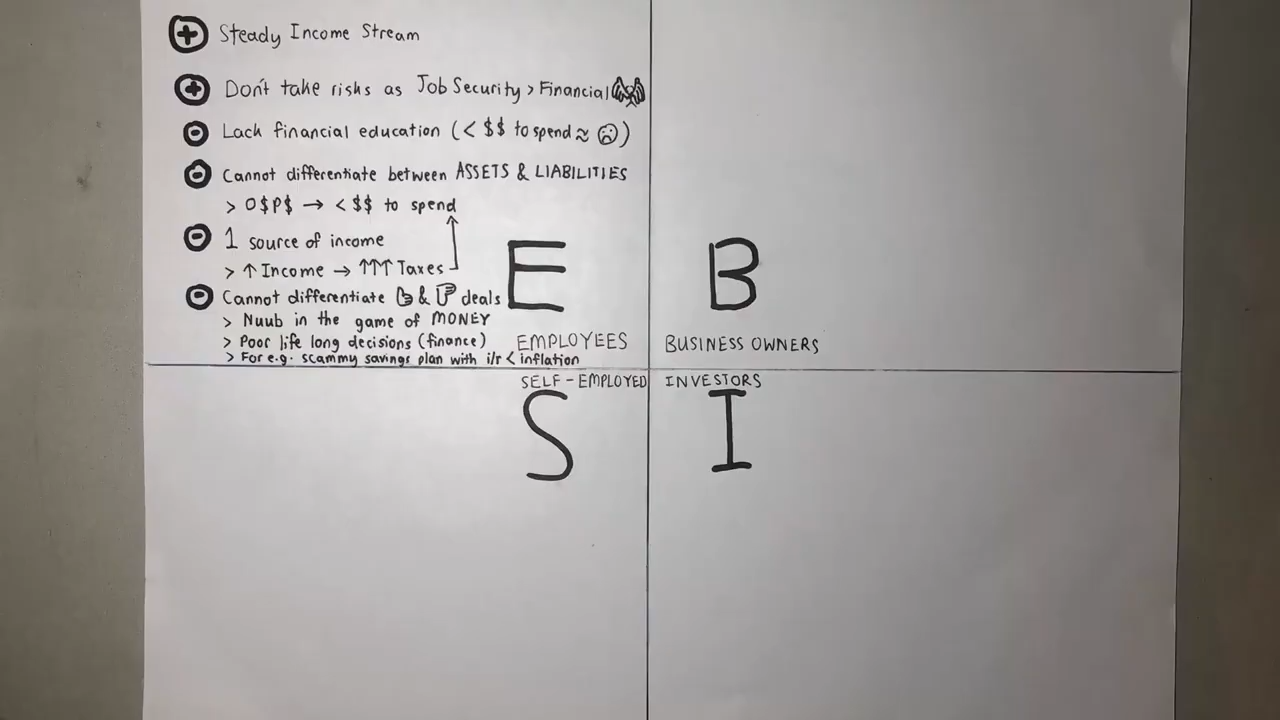 + Steady Income Stream
+ Don't take risks as Job Security > Financial
- Lack financial education (< $$ to spend ≈ ☹)
- Cannot differentiate between ASSETS & LIABILITIES
> O$P$ → < $$ to spend
- 1 source of income
> ↑ Income → ↑↑↑ Taxes
- Cannot differentiate 👍 & 👎 deals
> Nuub in the game of MONEY
> Poor life long decisions (finance)
> For e.g. scammy savings plan with i/r < inflation
E
EMPLOYEES
B
BUSINESS OWNERS
SELF-EMPLOYED
S
INVESTORS
I